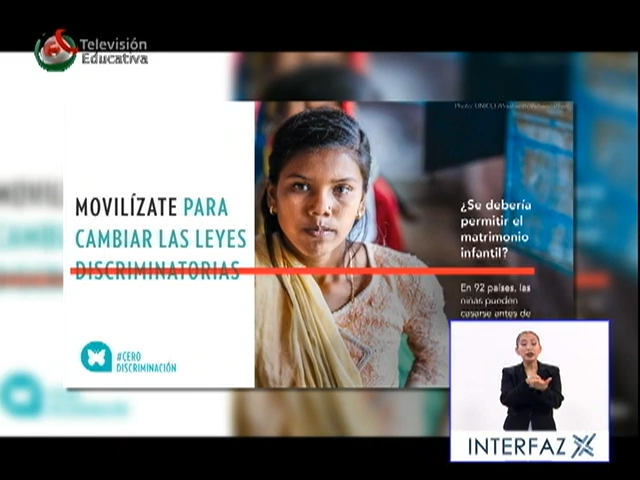 Televisión
Educativa
MOVILÍZATE PARA
CAMBIAR LAS LEYES
DISCRIMINATORIAS
#CERO
DISCRIMINACIÓN
¿Se debería
permitir el
matrimonio
infantil?
En 92 países, las
niñas pueden
casarse antes de
INTERFAZ